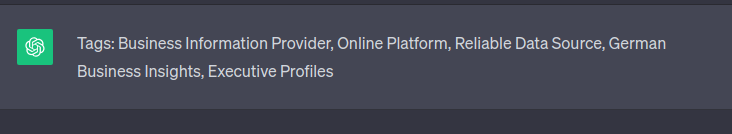 Tags: Business Information Provider, Online Platform, Reliable Data Source, German
Business Insights, Executive Profiles